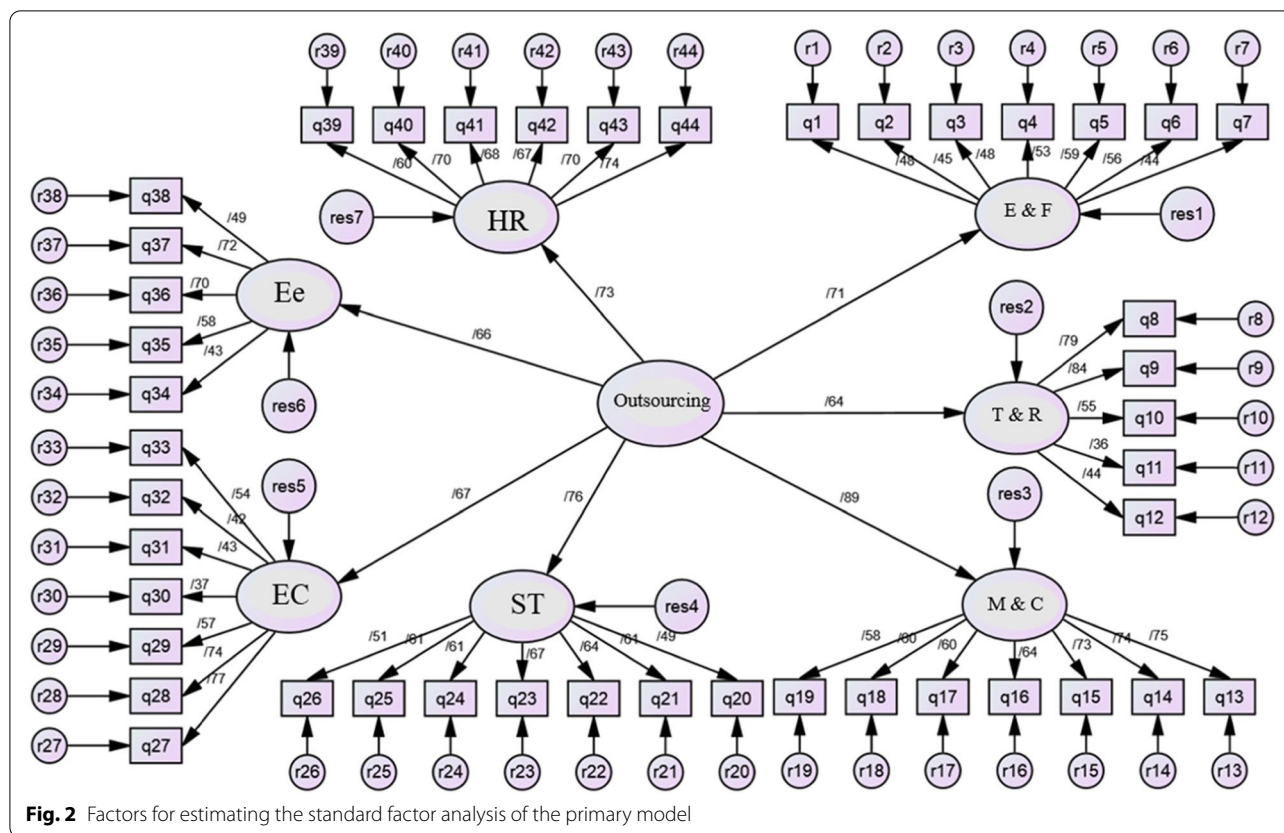 r39 r40 r41 r42 r43 r44
r1 r2 r3 r4 r5 r6 r7
q39 q40 q41 q42 q43 q44
q1 q2 q3 q4 q5 q6 q7
/60 /70 /68 /67 /70 /74
/48 /45 /48 /53 /59 /56 /44
HR
res7
E & F
res1
r38 q38 /49
r37 q37 /72
r36 q36 /70
r35 q35 /58
r34 q34 /43
Ee
res6
/73
/71
/66
Outsourcing
/64
/67
/76
/89
res2
T & R
/79 q8 r8
/84 q9 r9
/55 q10 r10
/36 q11 r11
/44 q12 r12
r33 q33 /54
r32 q32 /42
r31 q31 /43
r30 q30 /37
r29 q29 /57
r28 q28 /74
r27 q27 /77
res5
EC
ST
res4
res3
M & C
/51 /61 /61 /67 /64 /61 /49
/58 /60 /60 /64 /73 /74 /75
q26 q25 q24 q23 q22 q21 q20
q19 q18 q17 q16 q15 q14 q13
r26 r25 r24 r23 r22 r21 r20
r19 r18 r17 r16 r15 r14 r13
Fig. 2 Factors for estimating the standard factor analysis of the primary model